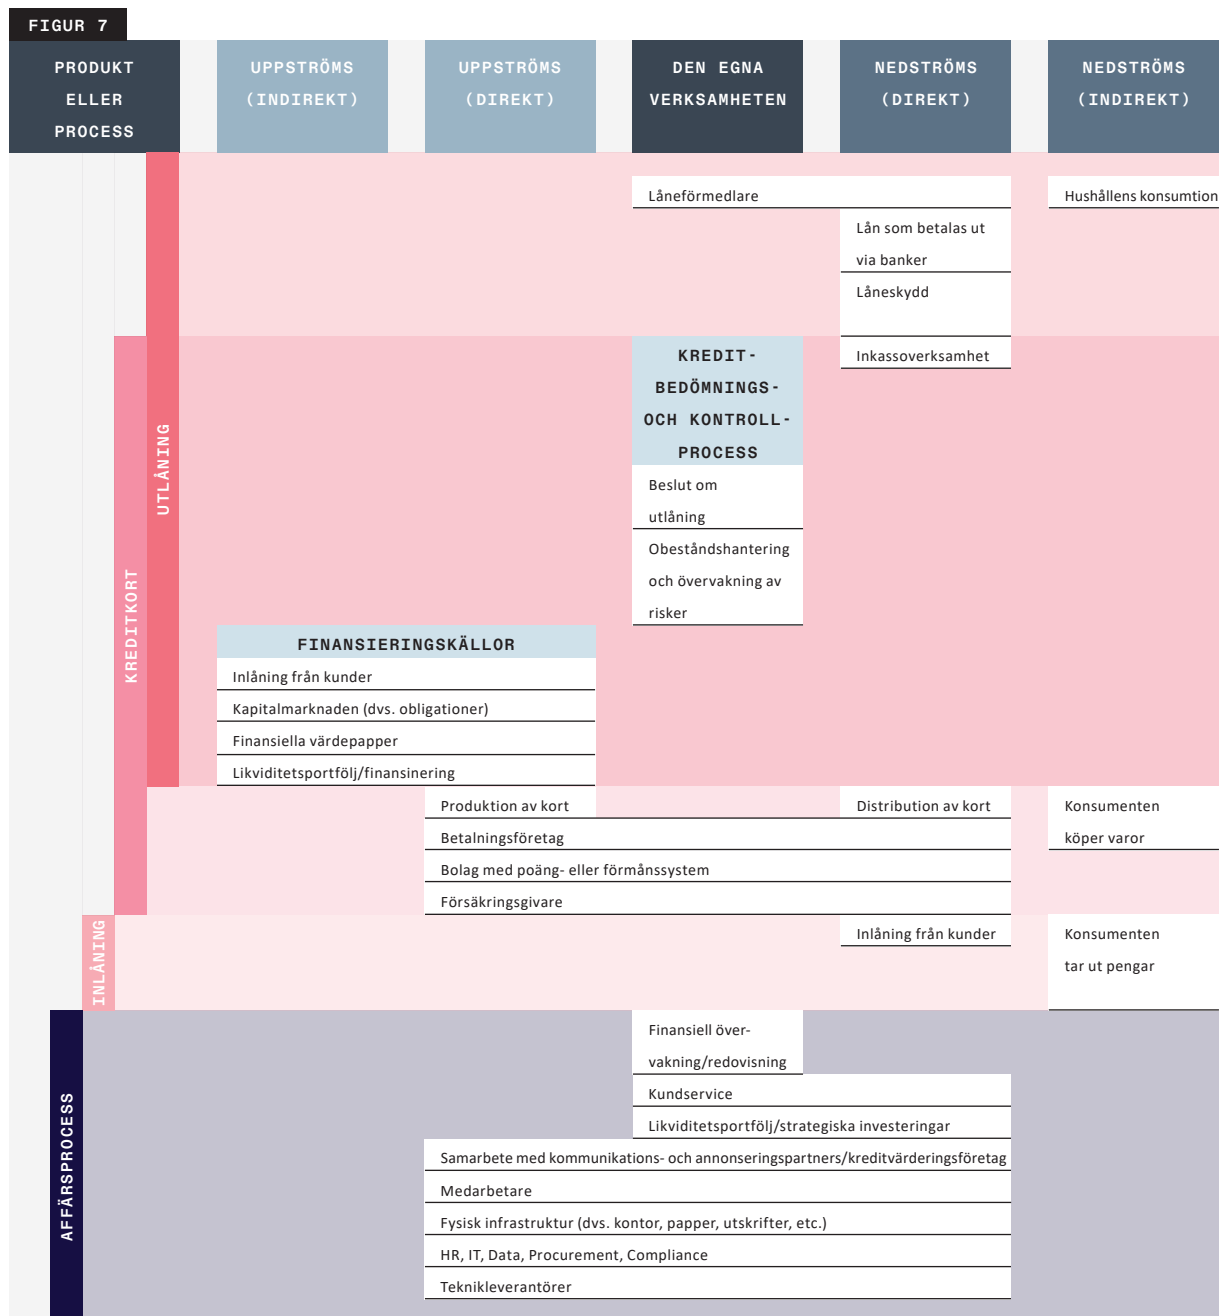 FIGUR 7
PRODUKT
ELLER
PROCESS
UPPSTRÖMS
(INDIREKT)
UPPSTRÖMS
(DIREKT)
DEN EGNA
VERKSAMHETEN
NEDSTRÖMS
(DIREKT)
NEDSTRÖMS
(INDIREKT)
UTLÅNING
Låneförmedlare
Hushållens konsumtion
Lån som betalas ut
via banker
Låneskydd
Inkassoverksamhet
KREDITKORT
KREDIT-
BEDÖMNINGS-
OCH KONTROLL-
PROCESS
Beslut om
utlåning
Obeståndshantering
och övervakning av
risker
FINANSIERINGSKÄLLOR
Inlåning från kunder
Kapitalmarknaden (dvs. obligationer)
Finansiella värdepapper
Likviditetsportfölj/finansinering
Produktion av kort
Distribution av kort
Konsumenten
köper varor
Betalningsföretag
Bolag med poäng- eller förmånssystem
Försäkringsgivare
INLÅNING
Inlåning från kunder
Konsumenten
tar ut pengar
AFFÄRSPROCESS
Finansiell över-
vakning/redovisning
Kundservice
Likviditetsportfölj/strategiska investeringar
Samarbete med kommunikations- och annonseringspartners/kreditvärderingsföretag
Medarbetare
Fysisk infrastruktur (dvs. kontor, papper, utskrifter, etc.)
HR, IT, Data, Procurement, Compliance
Teknikleverantörer